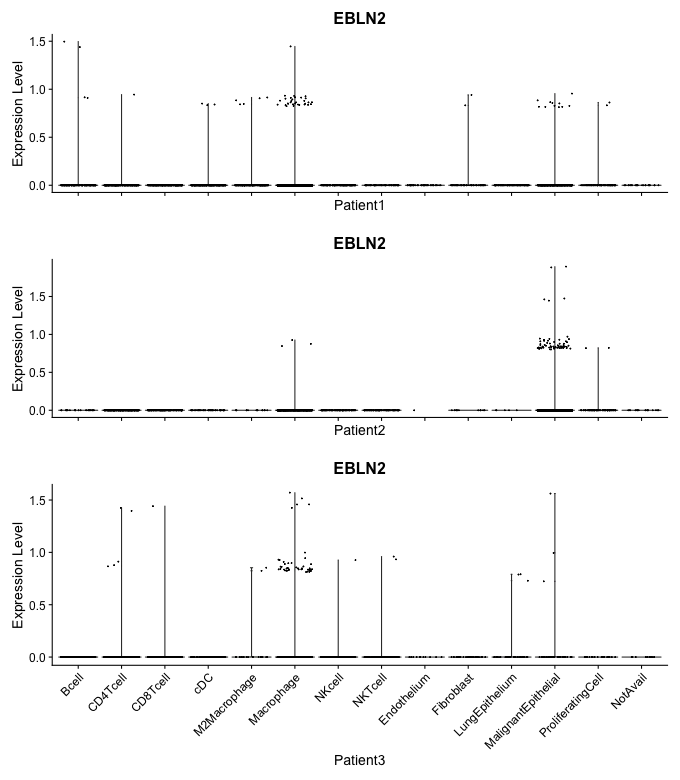 EBLN2
Expression Level
1.5
1.0
0.5
0.0
Patient1
EBLN2
Expression Level
1.5
1.0
0.5
0.0
Patient2
EBLN2
Expression Level
1.5
1.0
0.5
0.0
Bcell
CD4Tcell
CD8Tcell
cDC
M2Macrophage
Macrophage
NKcell
NKTcell
Endothelium
Fibroblast
LungEpithelium
MalignantEpithelial
ProliferatingCell
NotAvail
Patient3